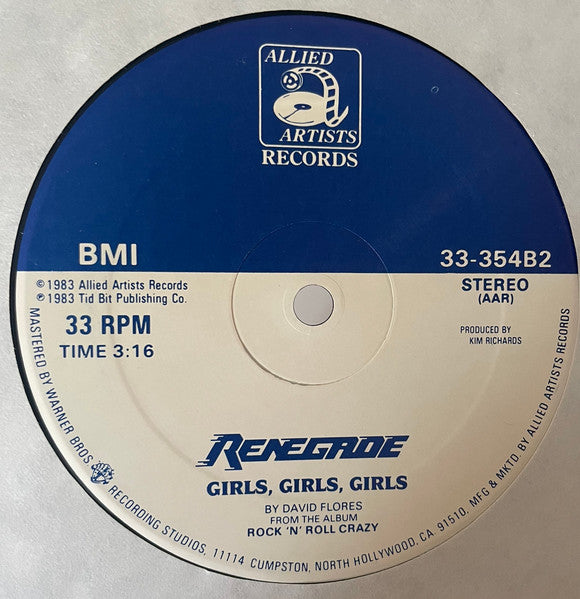 ALLIED
ARTISTS
RECORDS
BMI
33-354B2
© 1983 Allied Artists Records
℗ 1983 Tid Bit Publishing Co.
STEREO
(AAR)
33 RPM
TIME 3:16
PRODUCED BY
KIM RICHARDS
RENEGADE
GIRLS, GIRLS, GIRLS
BY DAVID FLORES
FROM THE ALBUM
ROCK 'N' ROLL CRAZY
MASTERED BY WARNER BROS RECORDING STUDIOS, 11114 CUMPSTON, NORTH HOLLYWOOD, CA 91510. MFG & MKTD. BY ALLIED ARTISTS RECORDS